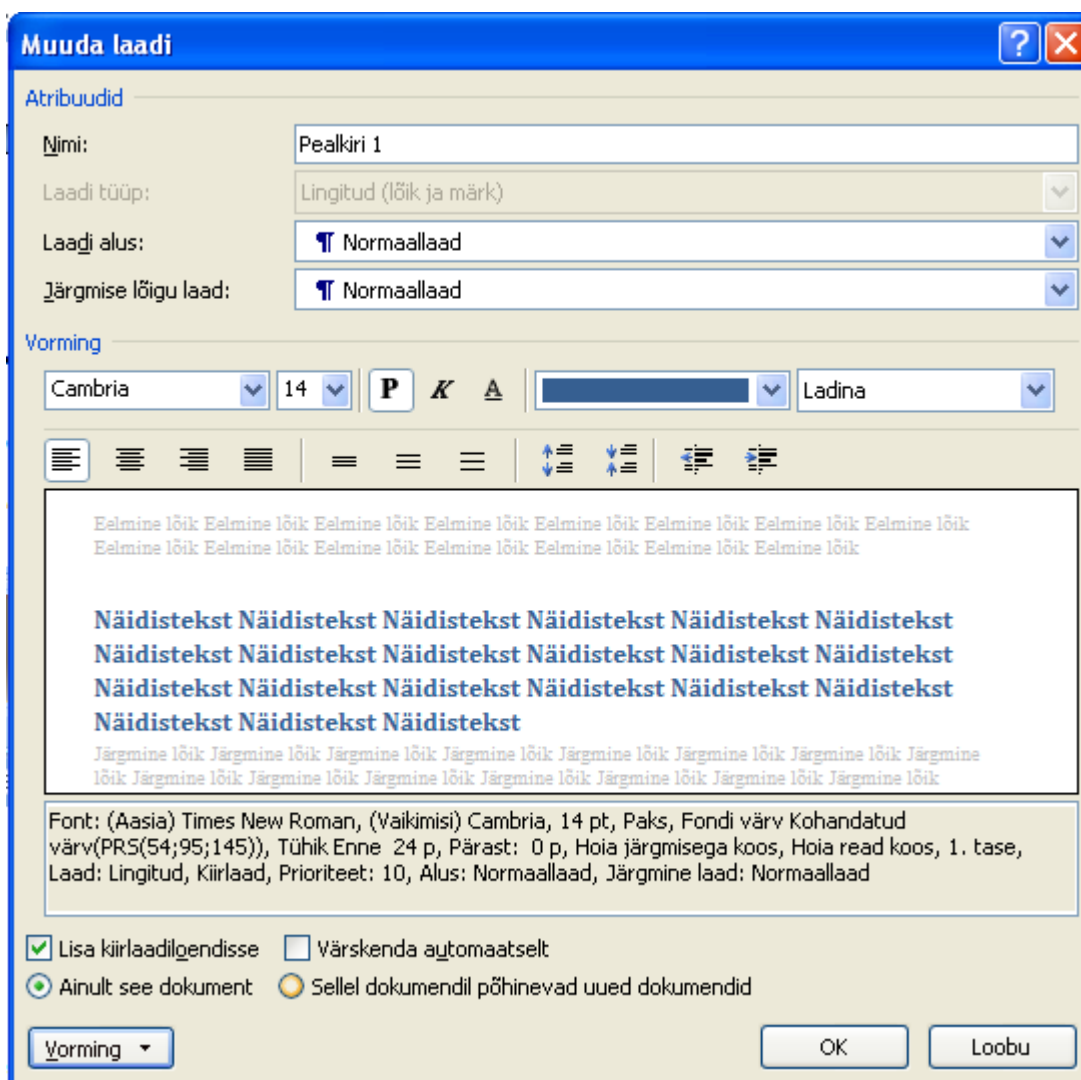 Muuda laadi
Atribuudid
Nimi: Pealkiri 1
Laadi tüüp: Lingitud (lõik ja märk)
Laadi alus: ¶ Normaallaad
Järgmise lõigu laad: ¶ Normaallaad
Vorming
Cambria 14 P K A Ladina
Eelmine lõik Eelmine lõik Eelmine lõik Eelmine lõik Eelmine lõik Eelmine lõik Eelmine lõik Eelmine lõik
Eelmine lõik Eelmine lõik Eelmine lõik Eelmine lõik Eelmine lõik Eelmine lõik Eelmine lõik
Näidistekst Näidistekst Näidistekst Näidistekst Näidistekst Näidistekst
Näidistekst Näidistekst Näidistekst Näidistekst Näidistekst Näidistekst
Näidistekst Näidistekst Näidistekst Näidistekst Näidistekst Näidistekst
Näidistekst Näidistekst Näidistekst
Järgmine lõik Järgmine lõik Järgmine lõik Järgmine lõik Järgmine lõik Järgmine lõik Järgmine lõik Järgmine
lõik Järgmine lõik Järgmine lõik Järgmine lõik Järgmine lõik Järgmine lõik Järgmine lõik Järgmine lõik
Font: (Aasia) Times New Roman, (Vaikimisi) Cambria, 14 pt, Paks, Fondi värv Kohandatud
värv(PRS(54;95;145)), Tühik Enne  24 p, Pärast:  0 p, Hoia järgmisega koos, Hoia read koos, 1. tase,
Laad: Lingitud, Kiirlaad, Prioriteet: 10, Alus: Normaallaad, Järgmine laad: Normaallaad
Lisa kiirlaadiloendisse Värskenda automaatselt
Ainult see dokument Sellel dokumendil põhinevad uued dokumendid
Vorming OK Loobu